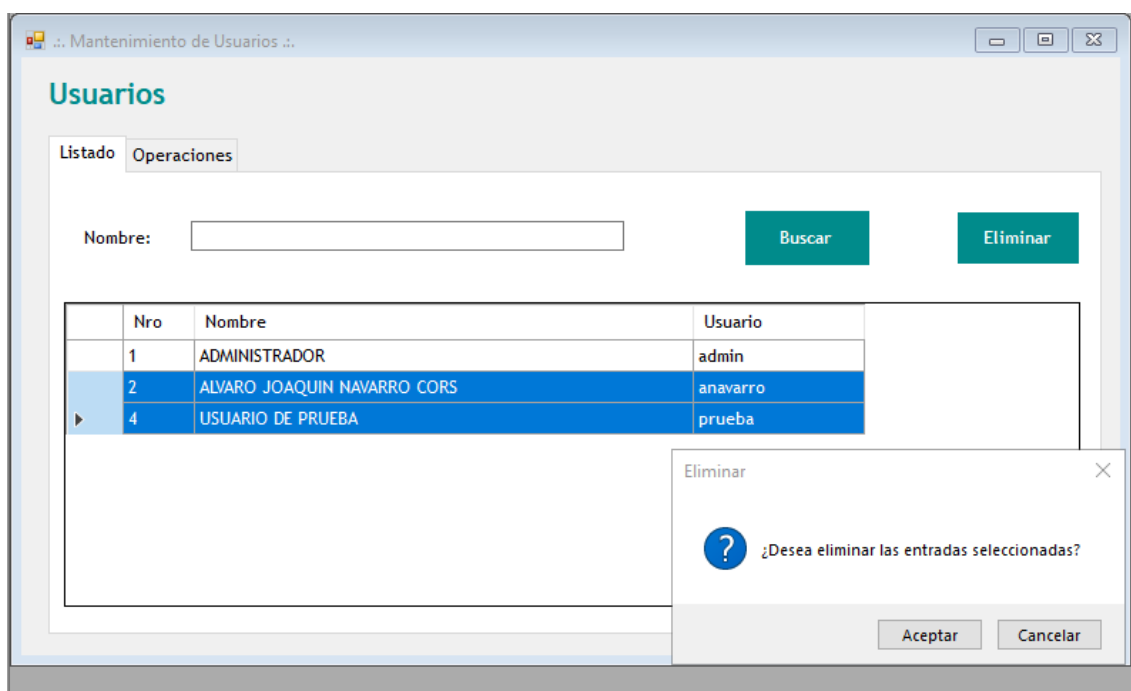 .:. Mantenimiento de Usuarios .:.
Usuarios
Listado Operaciones
Nombre: Buscar Eliminar
Nro Nombre Usuario
1 ADMINISTRADOR admin
2 ALVARO JOAQUIN NAVARRO CORS anavarro
4 USUARIO DE PRUEBA prueba
Eliminar
¿Desea eliminar las entradas seleccionadas?
Aceptar Cancelar